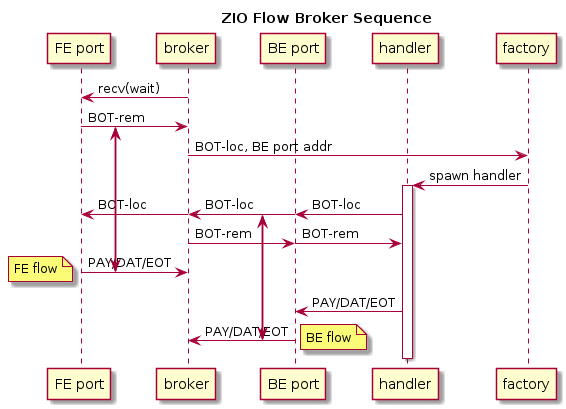 ZIO Flow Broker Sequence
FE port broker BE port handler factory
recv(wait)
BOT-rem
BOT-loc, BE port addr
spawn handler
BOT-loc BOT-loc BOT-loc
BOT-rem BOT-rem
FE flow PAY/DAT/EOT
PAY/DAT/EOT
PAY/DAT/EOT BE flow
FE port broker BE port handler factory